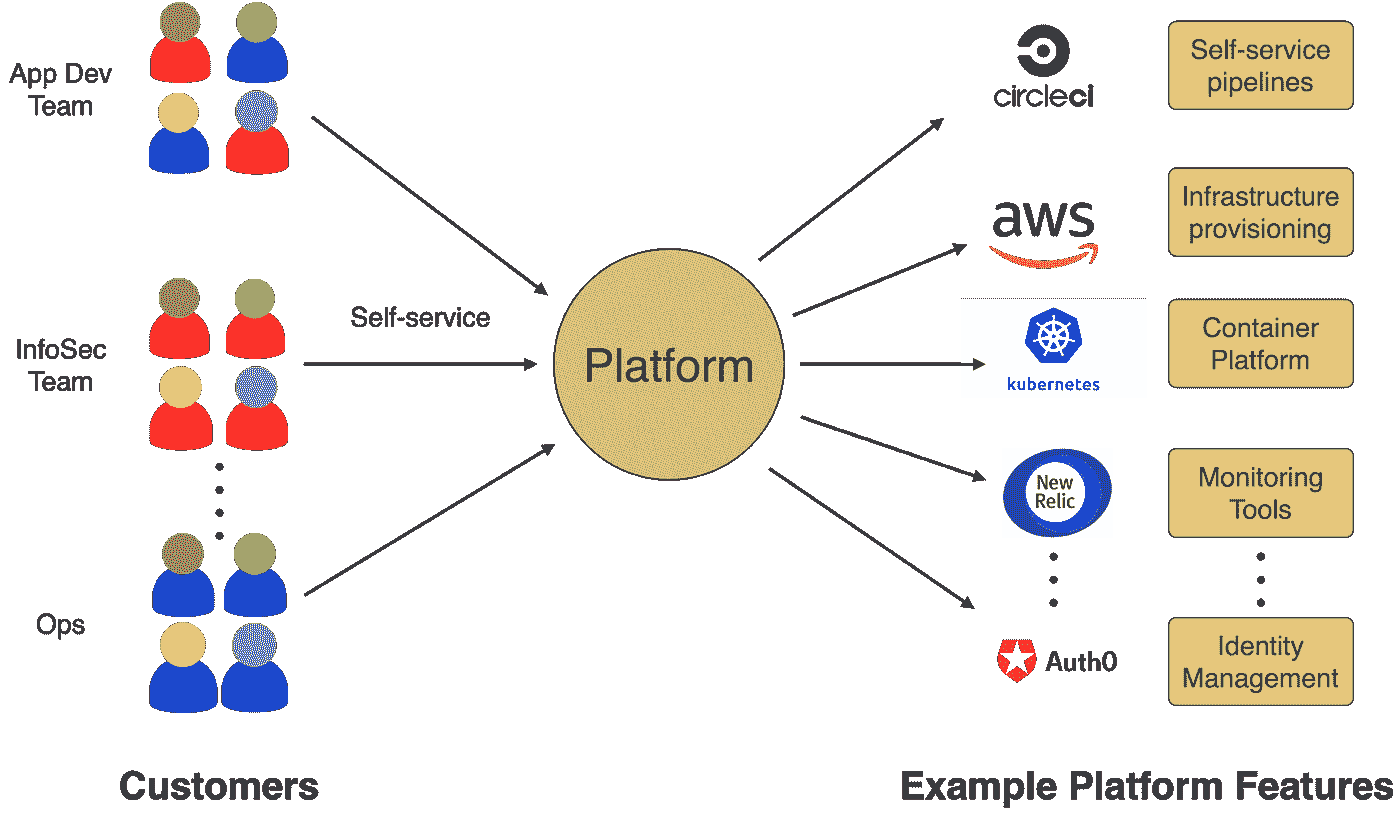 App Dev
Team
InfoSec
Team
Ops
Customers
Self-service
Platform
circleci
Self-service
pipelines
aws
Infrastructure
provisioning
kubernetes
Container
Platform
New
Relic
Monitoring
Tools
Auth0
Identity
Management
Example Platform Features